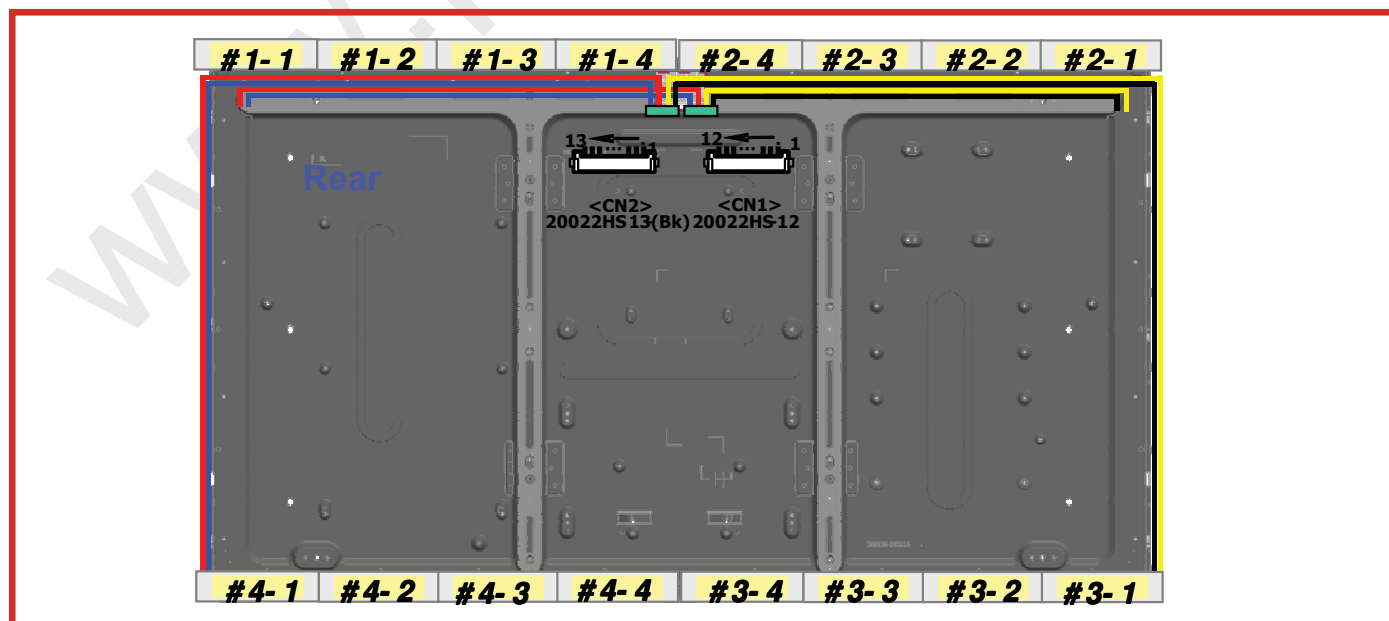 #1-1 #1-2 #1-3 #1-4 #2-4 #2-3 #2-2 #2-1
13 1 12 1
Rear
<CN2> <CN1>
20022HS13-(Bk) 20022HS-12
#4-1 #4-2 #4-3 #4-4 #3-4 #3-3 #3-2 #3-1